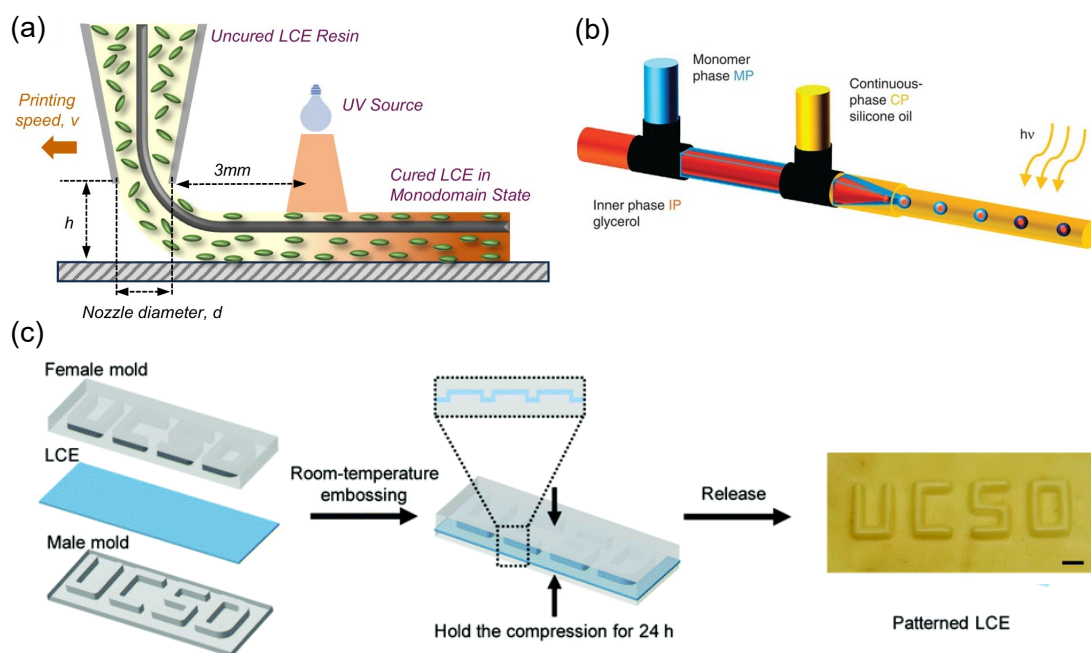 (a)
Uncured LCE Resin
Printing
speed, v
UV Source
3mm
Cured LCE in
Monodomain State
h
Nozzle diameter, d
(b)
Monomer
phase MP
Continuous-
phase CP
silicone oil
hν
Inner phase IP
glycerol
(c)
Female mold
LCE
Male mold
Room-temperature
embossing
Hold the compression for 24 h
Release
UCSD
Patterned LCE